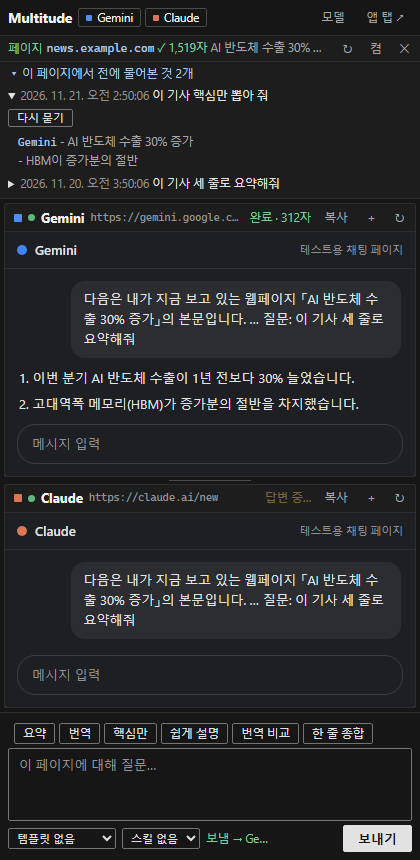 Multitude Gemini Claude 모델 앱 탭 ↗
페이지 news.example.com ✓ 1,519자 AI 반도체 수출 30% ... ↻ 켬 ×
▾ 이 페이지에서 전에 물어본 것 2개
▼ 2026. 11. 21. 오전 2:50:06 이 기사 핵심만 뽑아 줘
다시 묻기
Gemini - AI 반도체 수출 30% 증가
- HBM이 증가분의 절반
▶ 2026. 11. 20. 오전 3:50:06 이 기사 세 줄로 요약해줘
Gemini https://gemini.google.c… 완료 · 312자 복사 + ↻
Gemini 테스트용 채팅 페이지
다음은 내가 지금 보고 있는 웹페이지 「AI 반도체 수
출 30% 증가」의 본문입니다. ... 질문: 이 기사 세 줄로
요약해줘
1. 이번 분기 AI 반도체 수출이 1년 전보다 30% 늘었습니다.
2. 고대역폭 메모리(HBM)가 증가분의 절반을 차지했습니다.
메시지 입력
Claude https://claude.ai/new 답변 중... 복사 + ↻
Claude 테스트용 채팅 페이지
다음은 내가 지금 보고 있는 웹페이지 「AI 반도체 수
출 30% 증가」의 본문입니다. ... 질문: 이 기사 세 줄로
요약해줘
메시지 입력
요약 번역 핵심만 쉽게 설명 번역 비교 한 줄 종합
이 페이지에 대해 질문...
템플릿 없음 스킬 없음 보냄 → Ge... 보내기